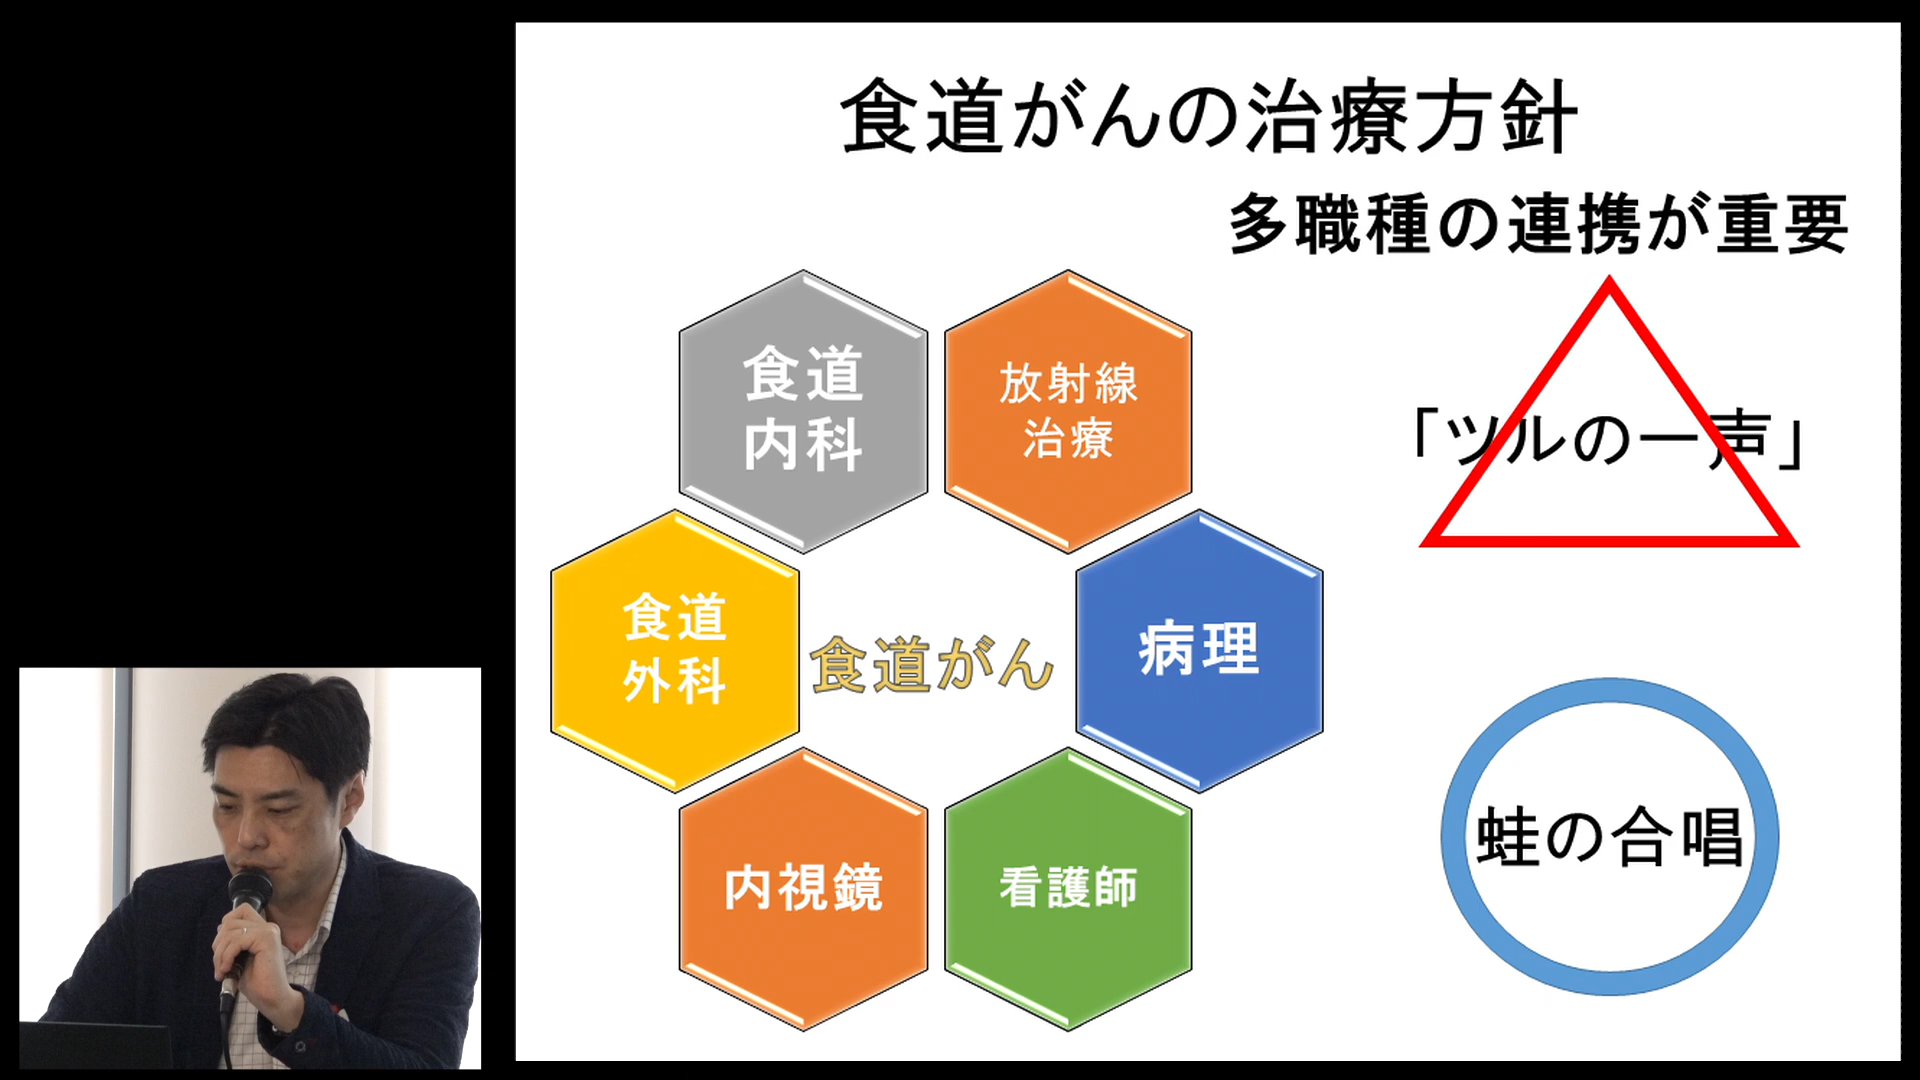 食道がんの治療方針
多職種の連携が重要
食道
内科
放射線
治療
「ツルの一声」
食道
外科
食道がん
病理
内視鏡
看護師
蛙の合唱